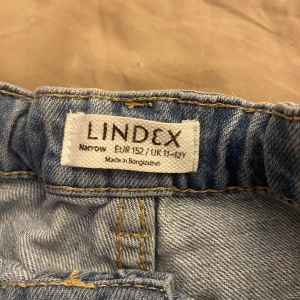 LINDEX
Narrow EUR 152 / UK 11-12Y
Made in Bangladesh